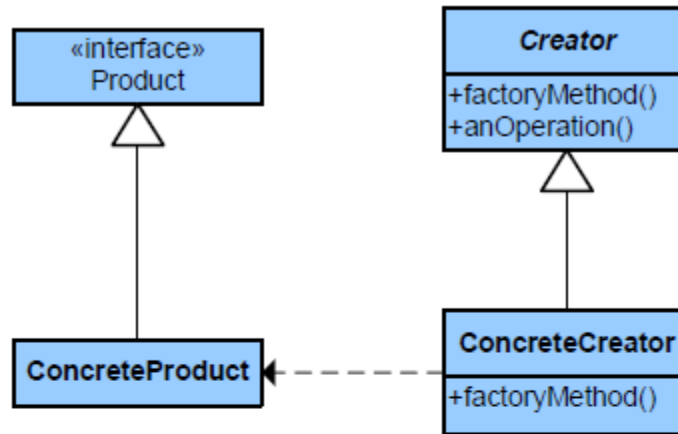 «interface»
Product
Creator
+factoryMethod()
+anOperation()
ConcreteProduct
ConcreteCreator
+factoryMethod()